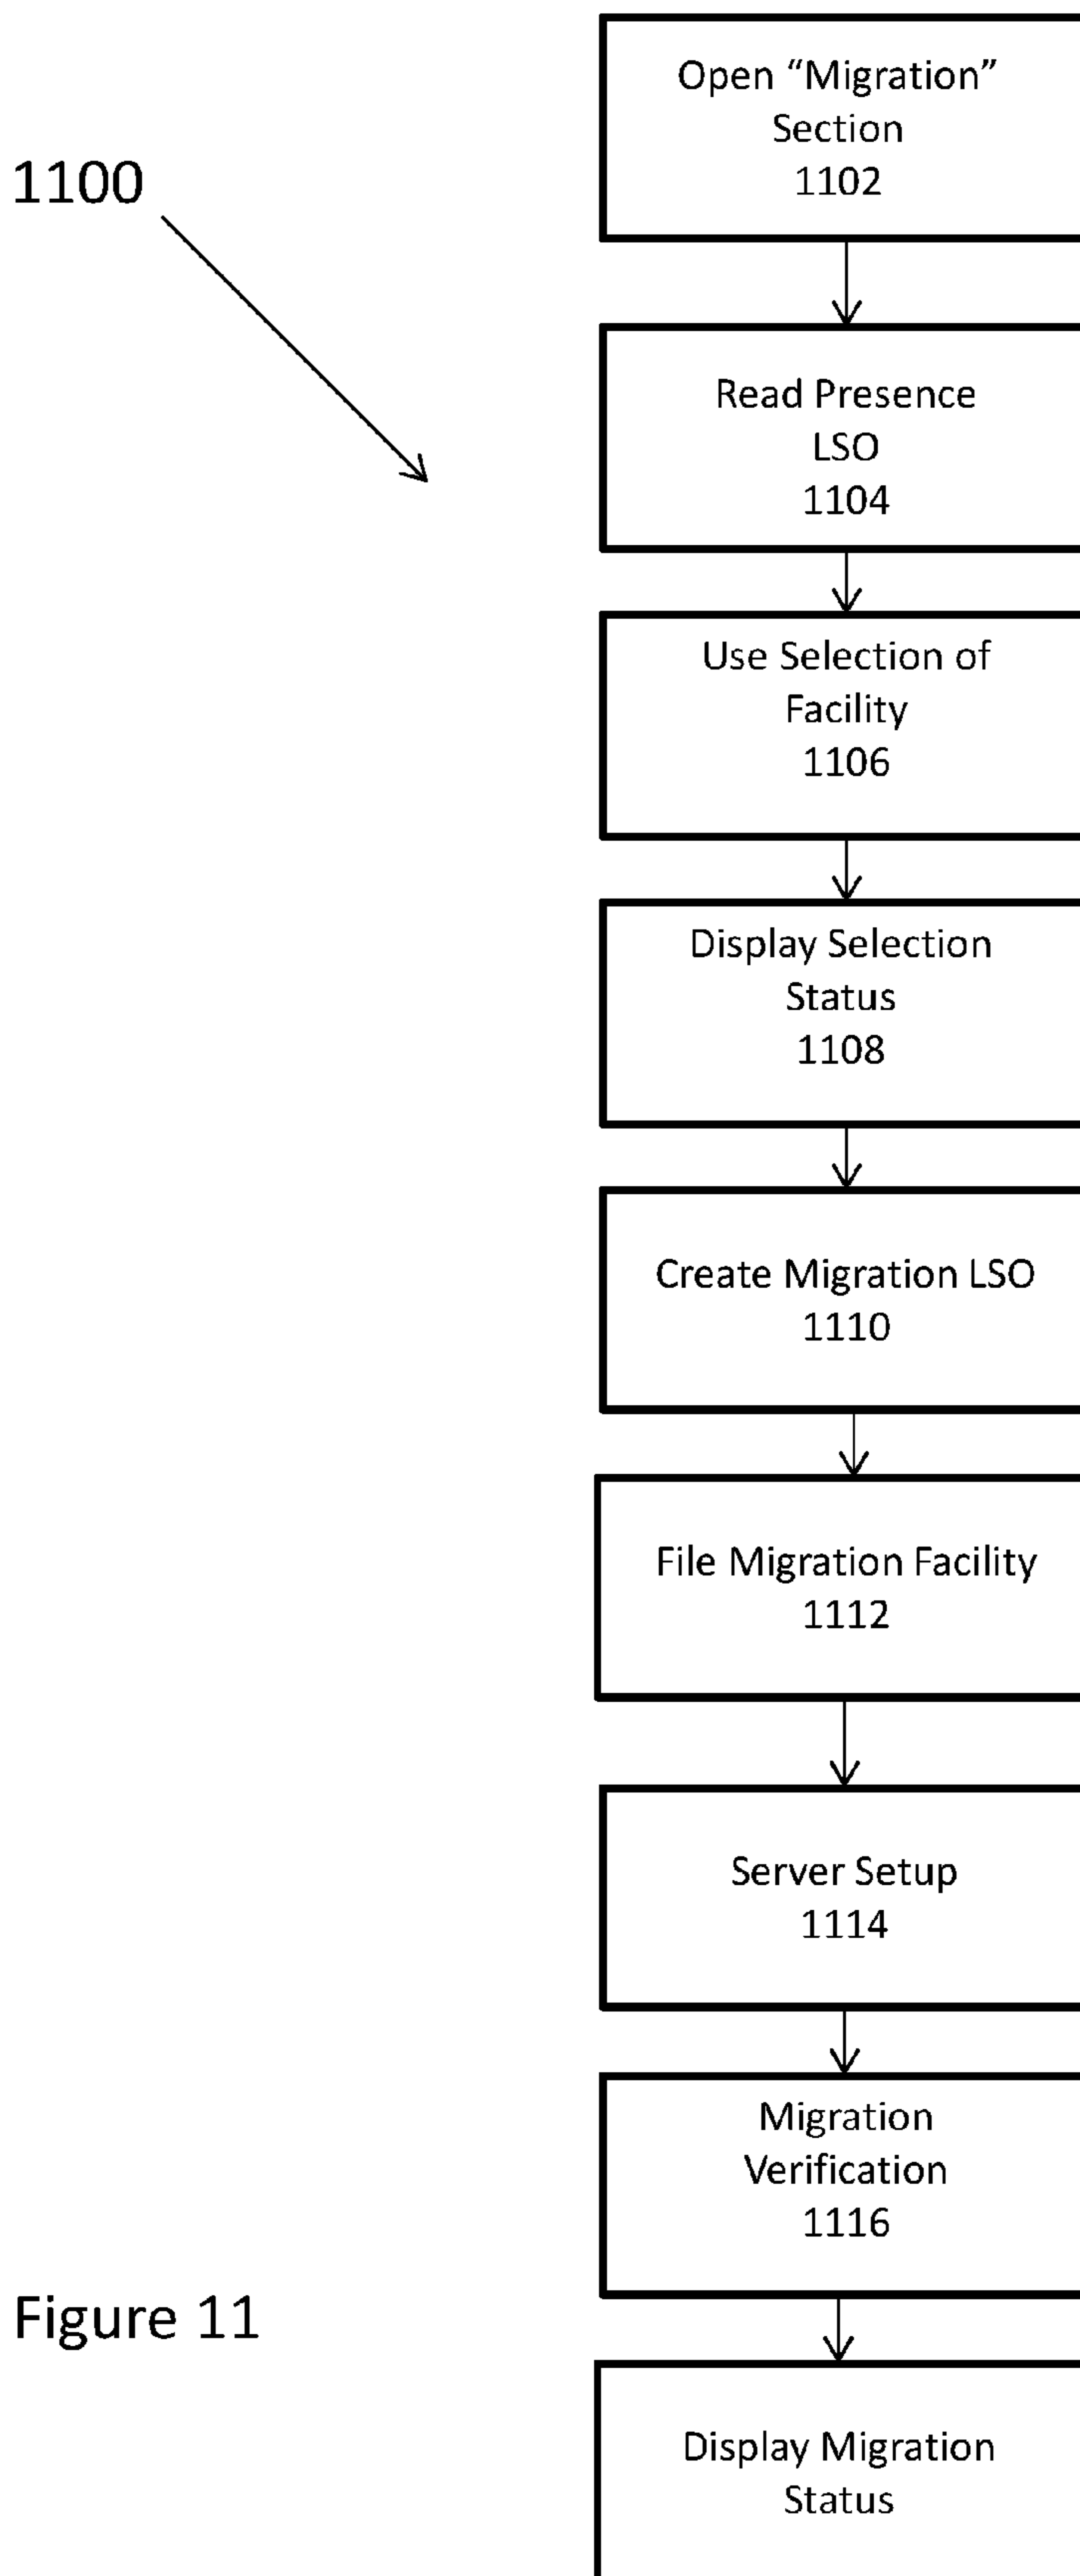 Open “Migration”
Section
1102
1100
Read Presence
LSO
1104
Use Selection of
Facility
1106
Display Selection
Status
1108
Create Migration LSO
1110
File Migration Facility
1112
Server Setup
1114
Migration
Verification
1116
Figure 11
Display Migration
Status